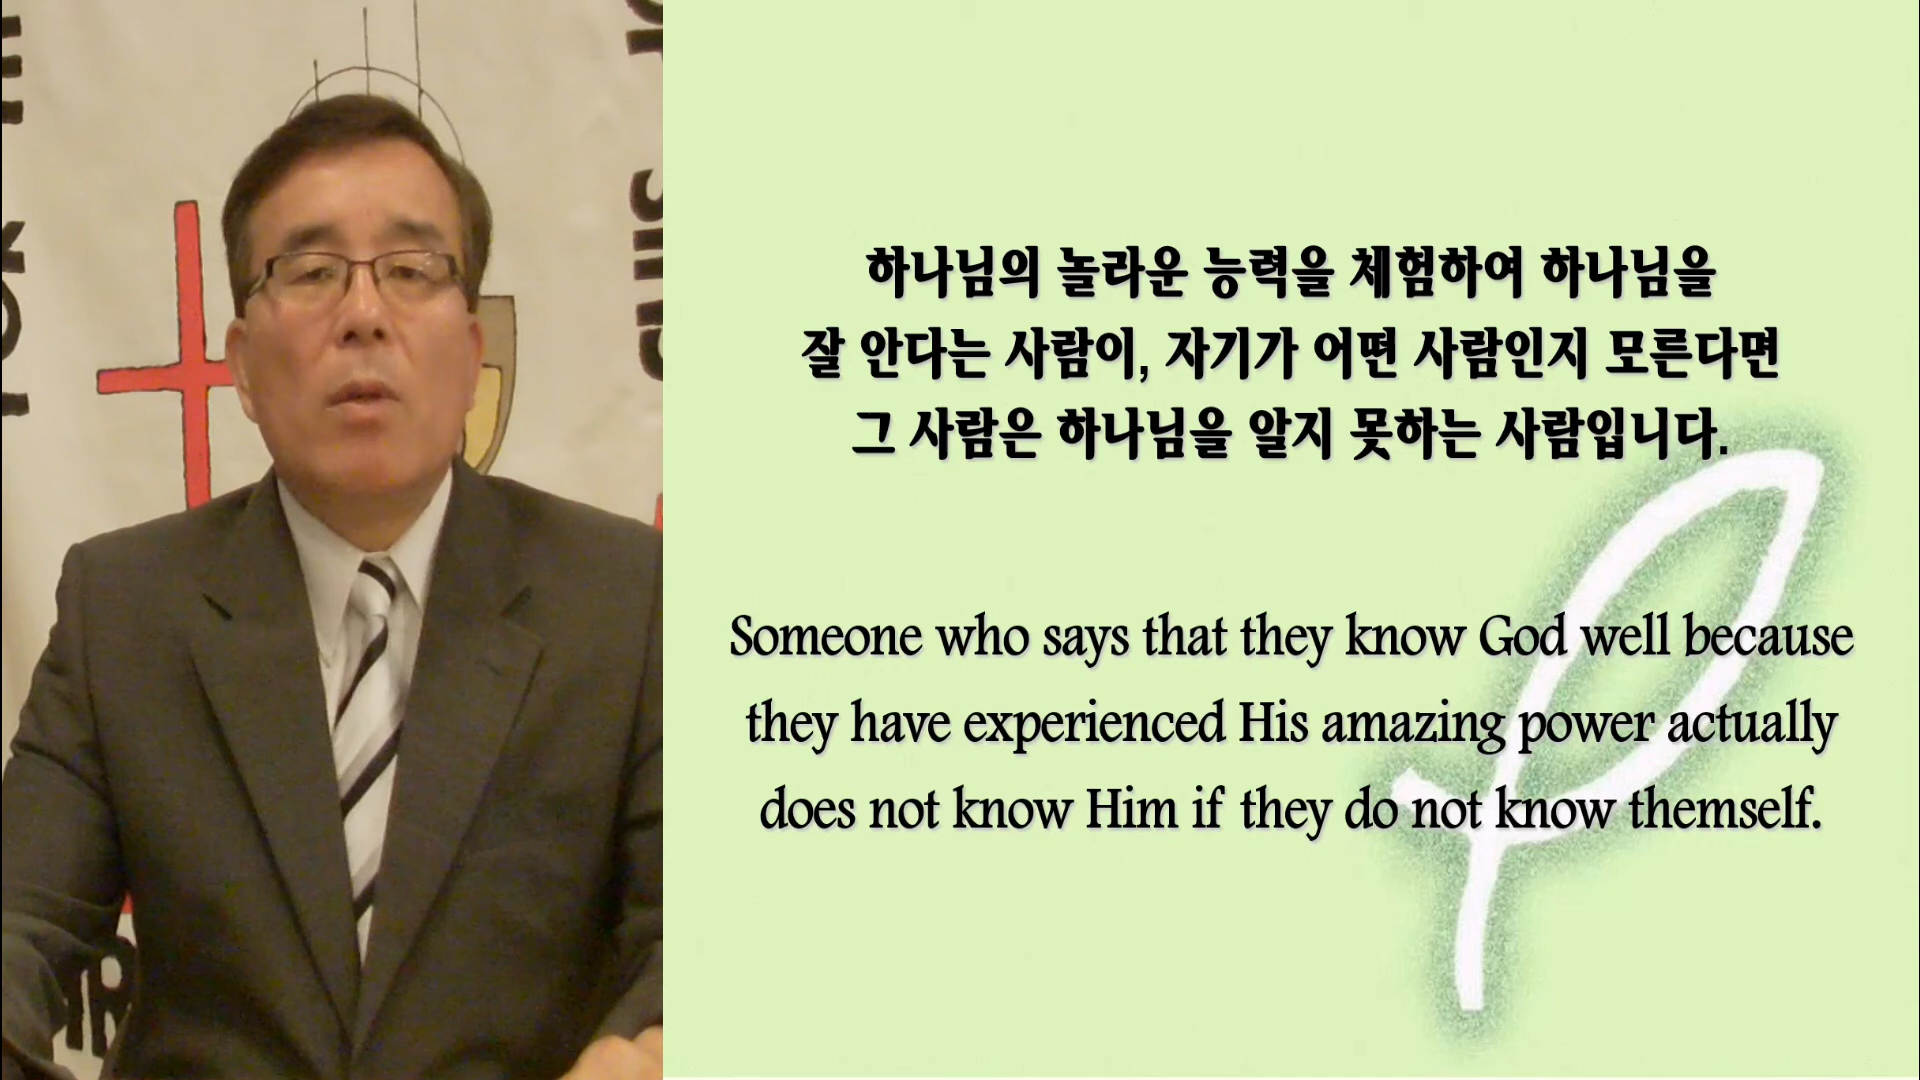 하나님의 놀라운 능력을 체험하여 하나님을
잘 안다는 사람이, 자기가 어떤 사람인지 모른다면
그 사람은 하나님을 알지 못하는 사람입니다.
Someone who says that they know God well because
they have experienced His amazing power actually
does not know Him if they do not know themself.